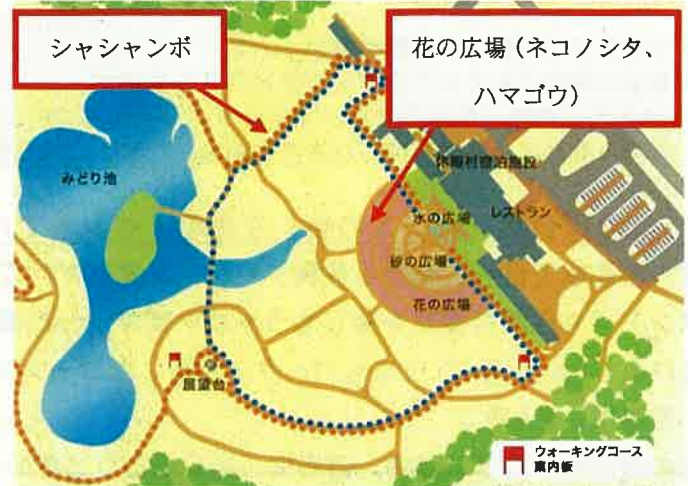 シャシャンボ
花の広場（ネコノシタ、
ハマゴウ）
みどり池
休暇村宿泊施設
水の広場
レストラン
砂の広場
花の広場
展望台
ウォーキングコース
案内板